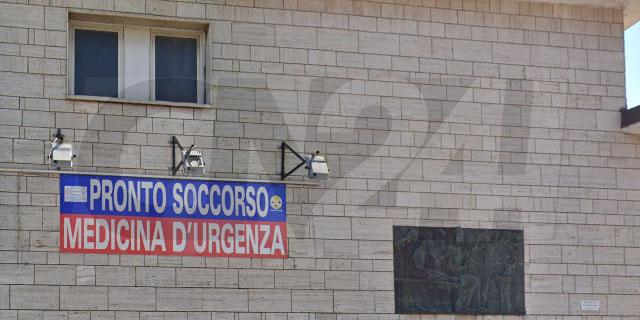 PRONTO SOCCORSO
MEDICINA D'URGENZA